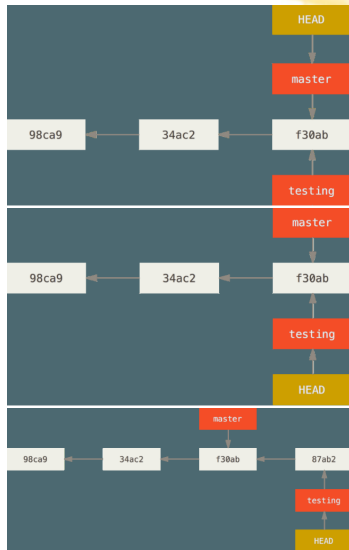 HEAD
master
98ca9 34ac2 f30ab
testing
master
98ca9 34ac2 f30ab
testing
HEAD
master
98ca9 34ac2 f30ab 87ab2
testing
HEAD